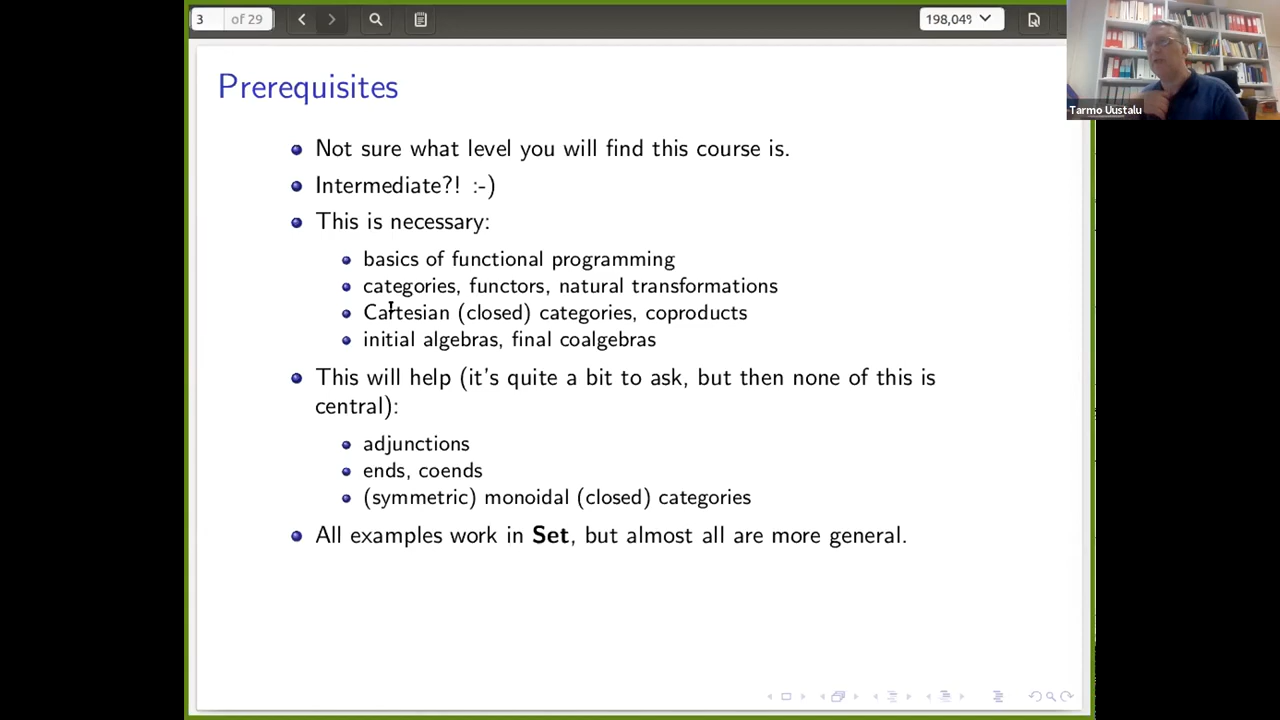 3 of 29
198,04%
Tarmo Uustalu
Prerequisites
Not sure what level you will find this course is.
Intermediate?! :-)
This is necessary:
basics of functional programming
categories, functors, natural transformations
Cartesian (closed) categories, coproducts
initial algebras, final coalgebras
This will help (it's quite a bit to ask, but then none of this is
central):
adjunctions
ends, coends
(symmetric) monoidal (closed) categories
All examples work in Set, but almost all are more general.